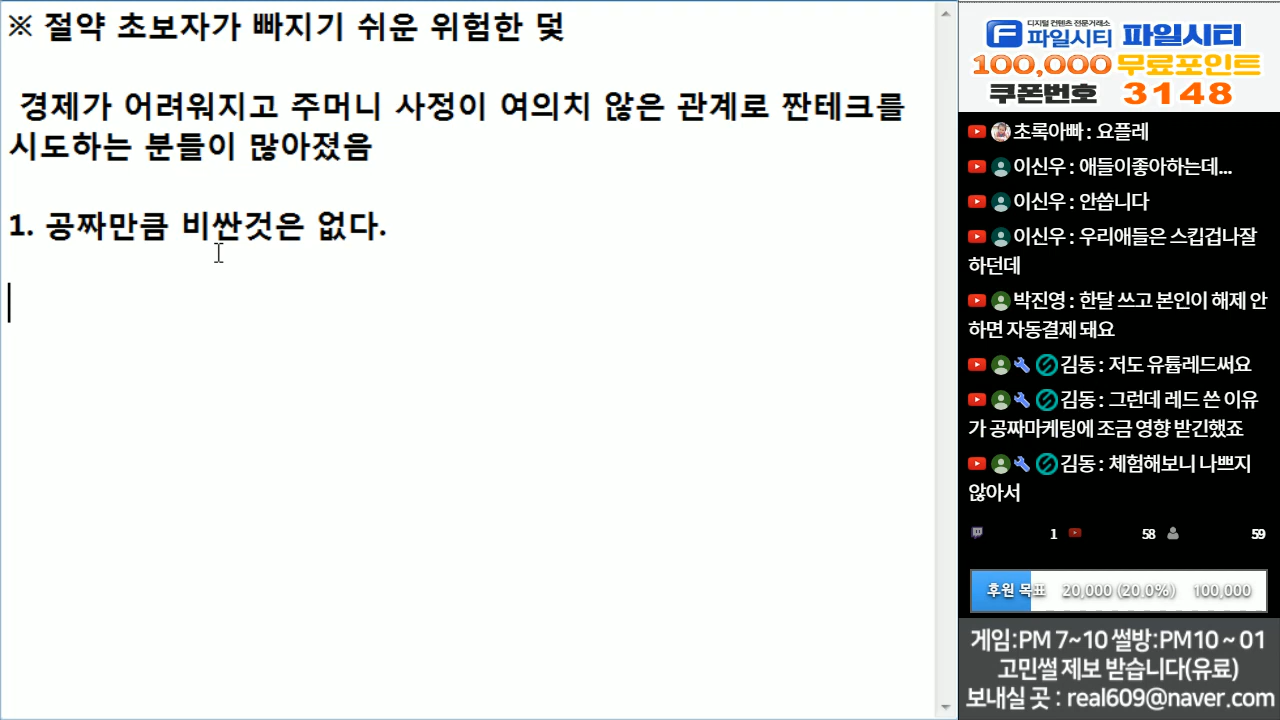 ※ 절약 초보자가 빠지기 쉬운 위험한 덫
경제가 어려워지고 주머니 사정이 여의치 않은 관계로 짠테크를
시도하는 분들이 많아졌음
1. 공짜만큼 비싼것은 없다.
디지털 컨텐츠 전문거래소
F 파일시티 파일시티
100,000 무료포인트
쿠폰번호 3148
초록아빠 : 요플레
이신우 : 애들이좋아하는데...
이신우 : 안씁니다
이신우 : 우리애들은 스킵겁나잘
하던데
박진영 : 한달 쓰고 본인이 해제 안
하면 자동결제 돼요
김동 : 저도 유튭레드써요
김동 : 그런데 레드 쓴 이유
가 공짜마케팅에 조금 영향 받긴했죠
김동 : 체험해보니 나쁘지
않아서
1 58 59
후원 목표 20,000 (20.0%) 100,000
게임:PM 7~10 썰방:PM10 ~ 01
고민썰 제보 받습니다(유료)
보내실 곳 : real609@naver.com